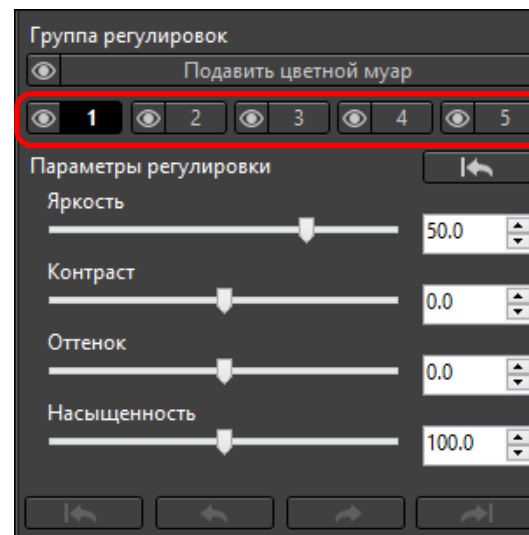 Группа регулировок
Подавить цветной муар
1 2 3 4 5
Параметры регулировки
Яркость
50.0
Контраст
0.0
Оттенок
0.0
Насыщенность
100.0